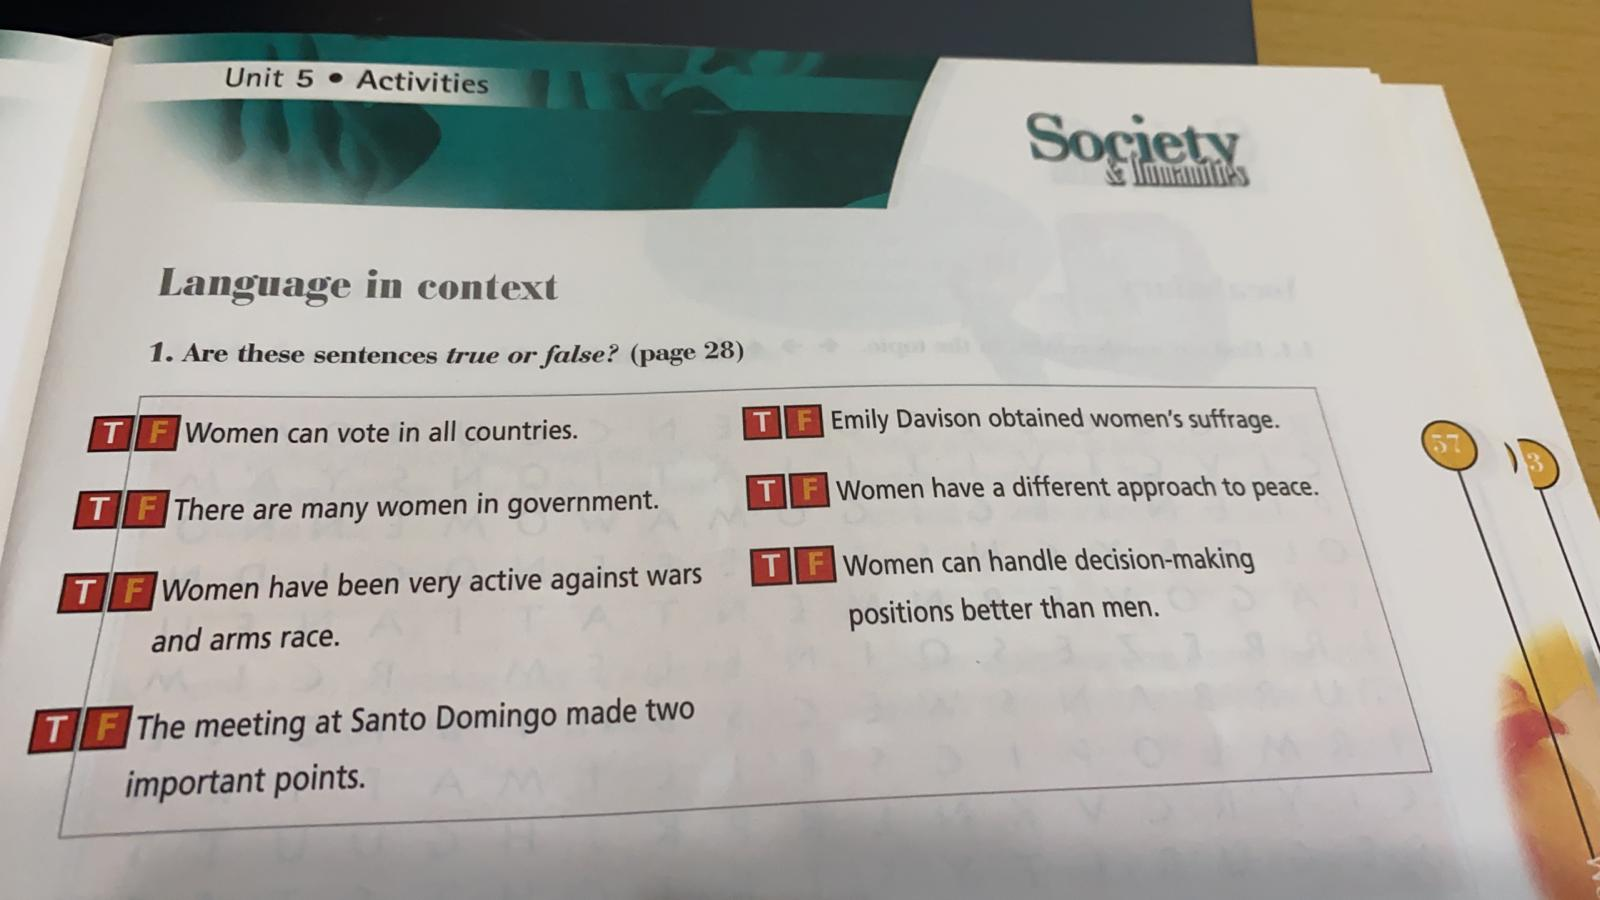 Unit 5 • Activities
Society
& Humanities
Language in context
1. Are these sentences true or false? (page 28)
T F Women can vote in all countries.
T F There are many women in government.
T F Women have been very active against wars
and arms race.
T F The meeting at Santo Domingo made two
important points.
T F Emily Davison obtained women's suffrage.
T F Women have a different approach to peace.
T F Women can handle decision-making
positions better than men.
57
3